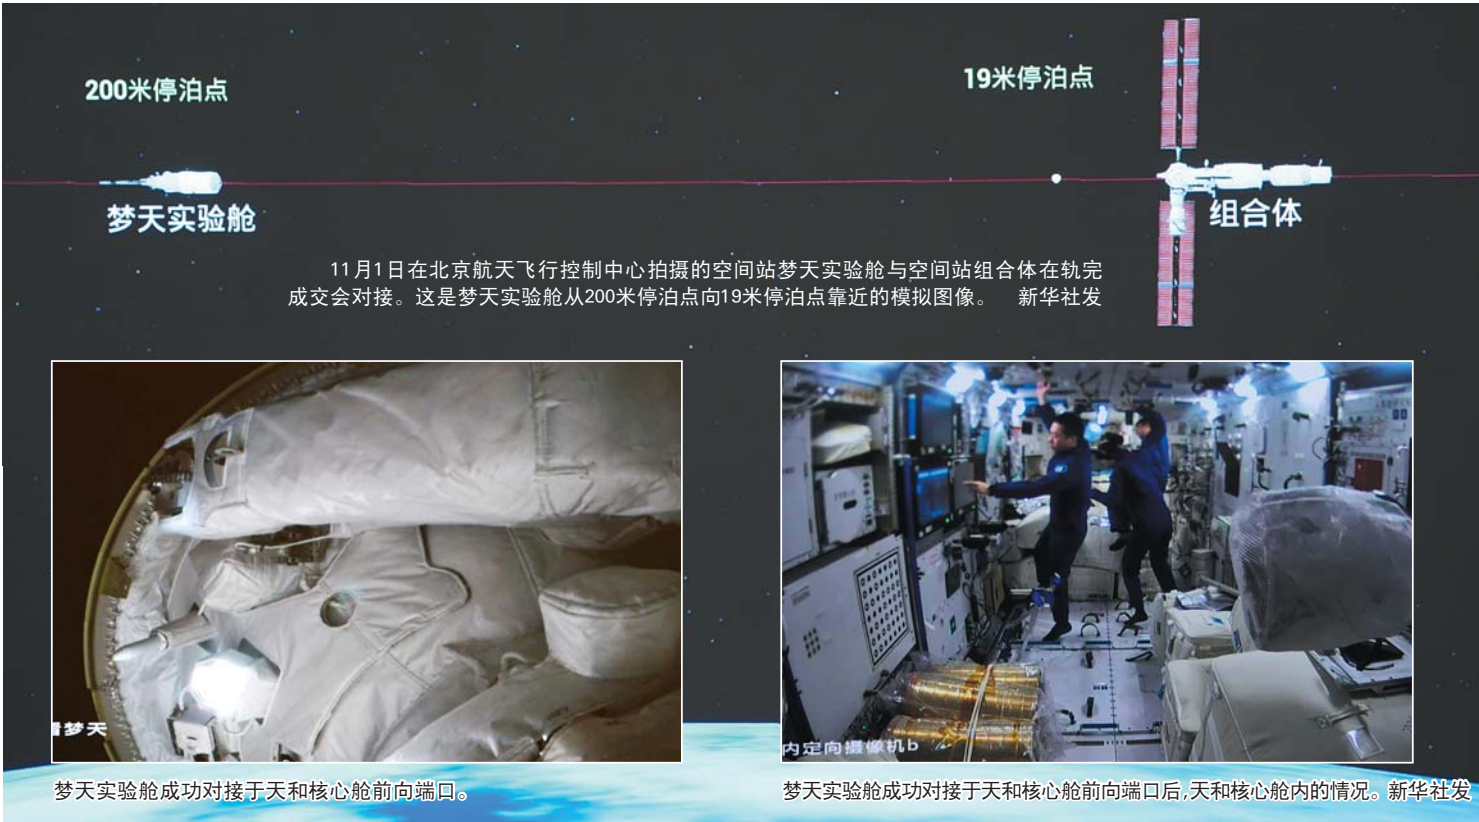 200米停泊点
19米停泊点
梦天实验舱
组合体
11月1日在北京航天飞行控制中心拍摄的空间站梦天实验舱与空间站组合体在轨完
成交会对接。这是梦天实验舱从200米停泊点向19米停泊点靠近的模拟图像。 新华社发
看梦天
内定向摄像机b
梦天实验舱成功对接于天和核心舱前向端口。
梦天实验舱成功对接于天和核心舱前向端口后,天和核心舱内的情况。新华社发